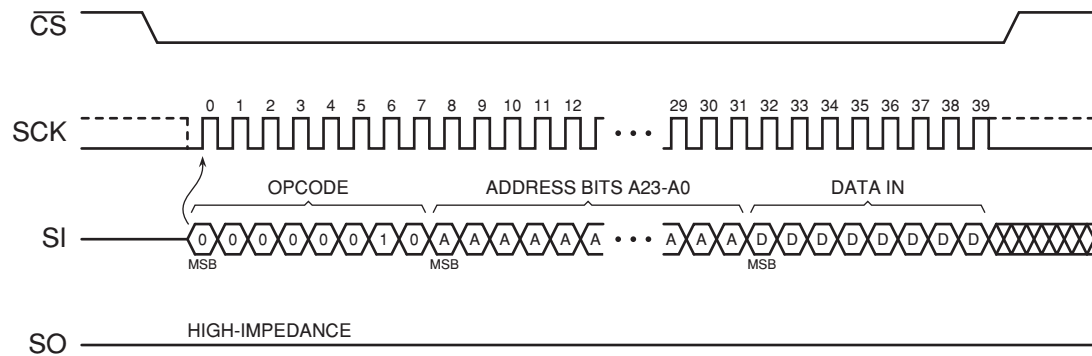 CS
0 1 2 3 4 5 6 7 8 9 10 11 12 29 30 31 32 33 34 35 36 37 38 39
SCK
OPCODE ADDRESS BITS A23-A0 DATA IN
SI 0 0 0 0 0 0 1 0 A A A A A A A A A D D D D D D D D
MSB MSB MSB
HIGH-IMPEDANCE
SO